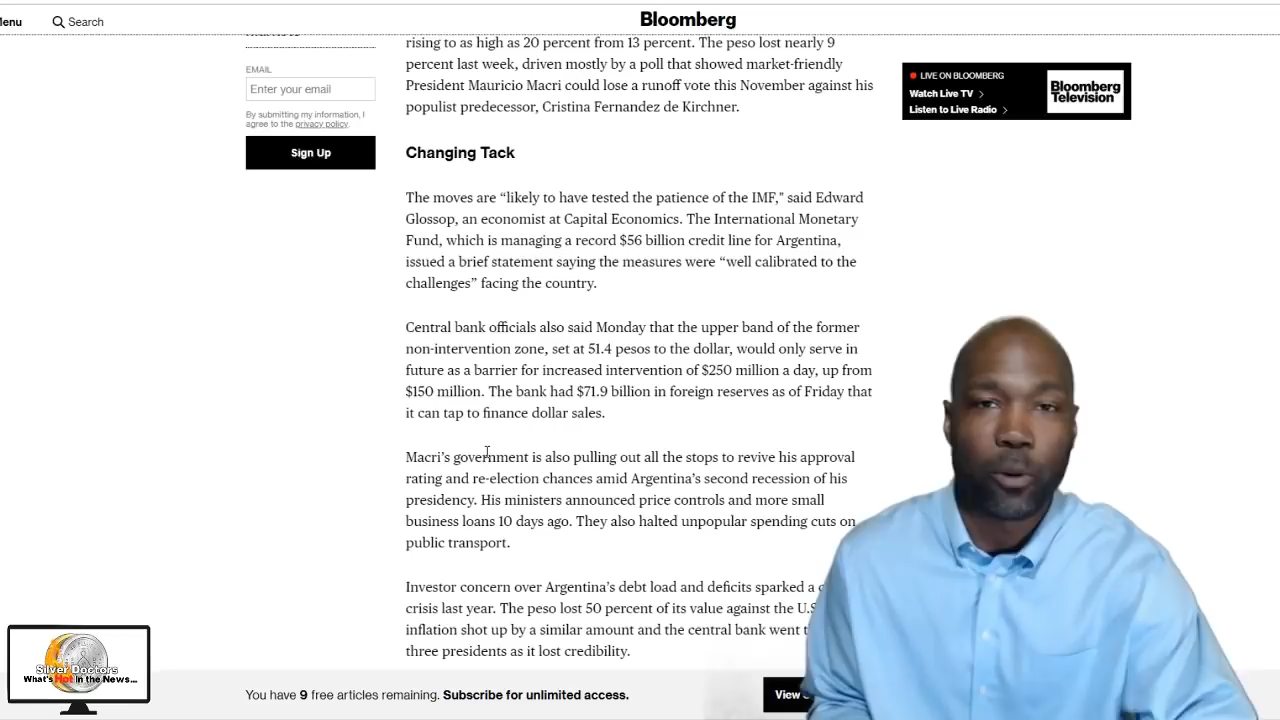 Menu
Search
Bloomberg
EMAIL
Enter your email
By submitting my information, I
agree to the privacy policy.
Sign Up
rising to as high as 20 percent from 13 percent. The peso lost nearly 9
percent last week, driven mostly by a poll that showed market-friendly
President Mauricio Macri could lose a runoff vote this November against his
populist predecessor, Cristina Fernandez de Kirchner.
LIVE ON BLOOMBERG
Watch Live TV
Listen to Live Radio
Bloomberg
Television
Changing Tack
The moves are “likely to have tested the patience of the IMF," said Edward
Glossop, an economist at Capital Economics. The International Monetary
Fund, which is managing a record $56 billion credit line for Argentina,
issued a brief statement saying the measures were “well calibrated to the
challenges” facing the country.
Central bank officials also said Monday that the upper band of the former
non-intervention zone, set at 51.4 pesos to the dollar, would only serve in
future as a barrier for increased intervention of $250 million a day, up from
$150 million. The bank had $71.9 billion in foreign reserves as of Friday that
it can tap to finance dollar sales.
Macri’s government is also pulling out all the stops to revive his approval
rating and re-election chances amid Argentina’s second recession of his
presidency. His ministers announced price controls and more small
business loans 10 days ago. They also halted unpopular spending cuts on
public transport.
Investor concern over Argentina’s debt load and deficits sparked a
crisis last year. The peso lost 50 percent of its value against the U.S
inflation shot up by a similar amount and the central bank went
three presidents as it lost credibility.
Silver Doctors
What's Hot in the News...
You have 9 free articles remaining. Subscribe for unlimited access.
View